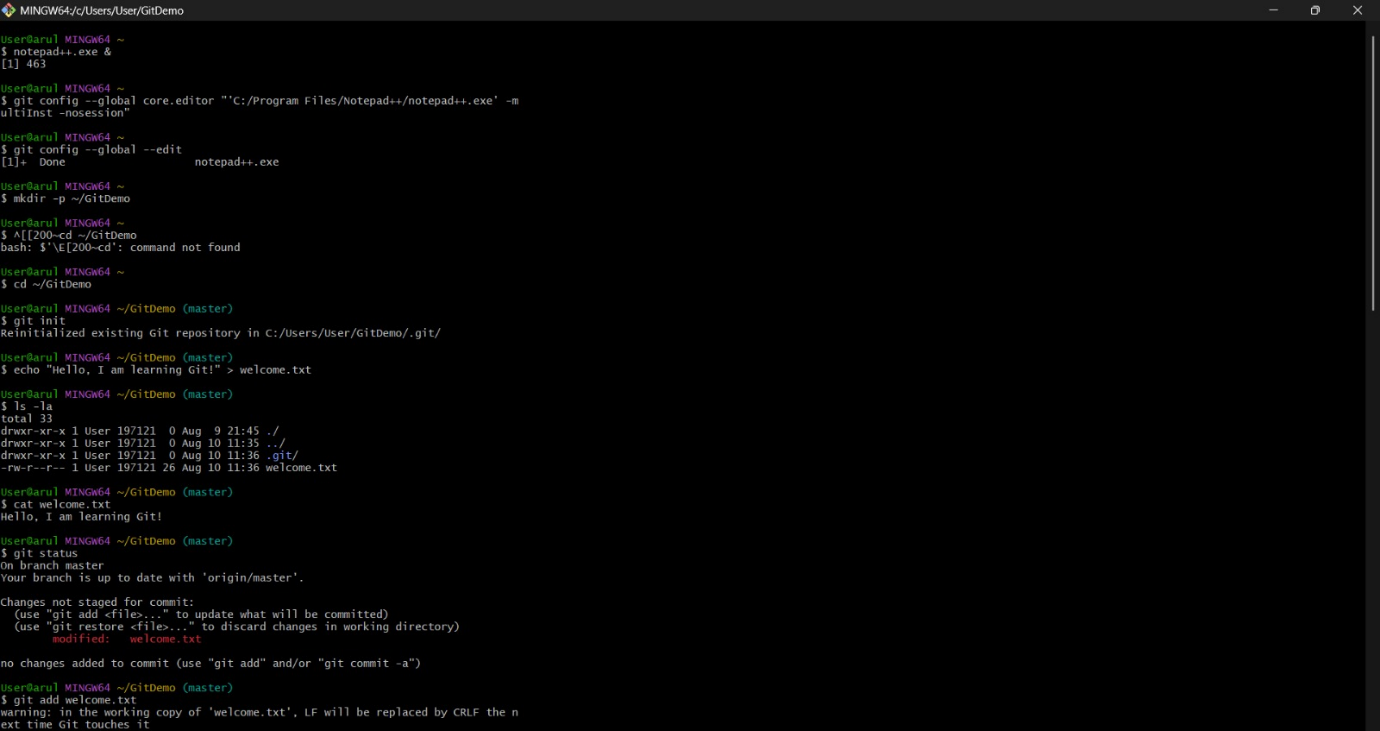 MINGW64:/c/Users/User/GitDemo
User@arul MINGW64 ~
$ notepad++.exe &
[1] 463
User@arul MINGW64 ~
$ git config --global core.editor "'C:/Program Files/Notepad++/notepad++.exe' -m
ultiInst -nosession"
User@arul MINGW64 ~
$ git config --global --edit
[1]+  Done                    notepad++.exe
User@arul MINGW64 ~
$ mkdir -p ~/GitDemo
User@arul MINGW64 ~
$ ^[[200~cd ~/GitDemo
bash: $'\E[200~cd': command not found
User@arul MINGW64 ~
$ cd ~/GitDemo
User@arul MINGW64 ~/GitDemo (master)
$ git init
Reinitialized existing Git repository in C:/Users/User/GitDemo/.git/
User@arul MINGW64 ~/GitDemo (master)
$ echo "Hello, I am learning Git!" > welcome.txt
User@arul MINGW64 ~/GitDemo (master)
$ ls -la
total 33
drwxr-xr-x 1 User 197121  0 Aug  9 21:45 ./
drwxr-xr-x 1 User 197121  0 Aug 10 11:35 ../
drwxr-xr-x 1 User 197121  0 Aug 10 11:36 .git/
-rw-r--r-- 1 User 197121 26 Aug 10 11:36 welcome.txt
User@arul MINGW64 ~/GitDemo (master)
$ cat welcome.txt
Hello, I am learning Git!
User@arul MINGW64 ~/GitDemo (master)
$ git status
On branch master
Your branch is up to date with 'origin/master'.
Changes not staged for commit:
  (use "git add <file>..." to update what will be committed)
  (use "git restore <file>..." to discard changes in working directory)
        modified:   welcome.txt
no changes added to commit (use "git add" and/or "git commit -a")
User@arul MINGW64 ~/GitDemo (master)
$ git add welcome.txt
warning: in the working copy of 'welcome.txt', LF will be replaced by CRLF the n
ext time Git touches it